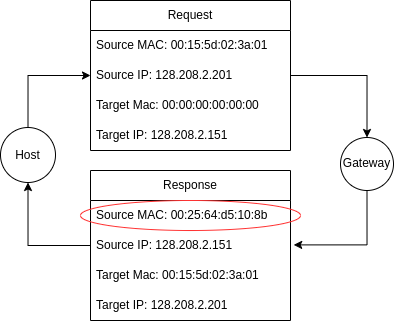 Request
Source MAC: 00:15:5d:02:3a:01
Source IP: 128.208.2.201
Target Mac: 00:00:00:00:00:00
Target IP: 128.208.2.151
Host
Gateway
Response
Source MAC: 00:25:64:d5:10:8b
Source IP: 128.208.2.151
Target Mac: 00:15:5d:02:3a:01
Target IP: 128.208.2.201